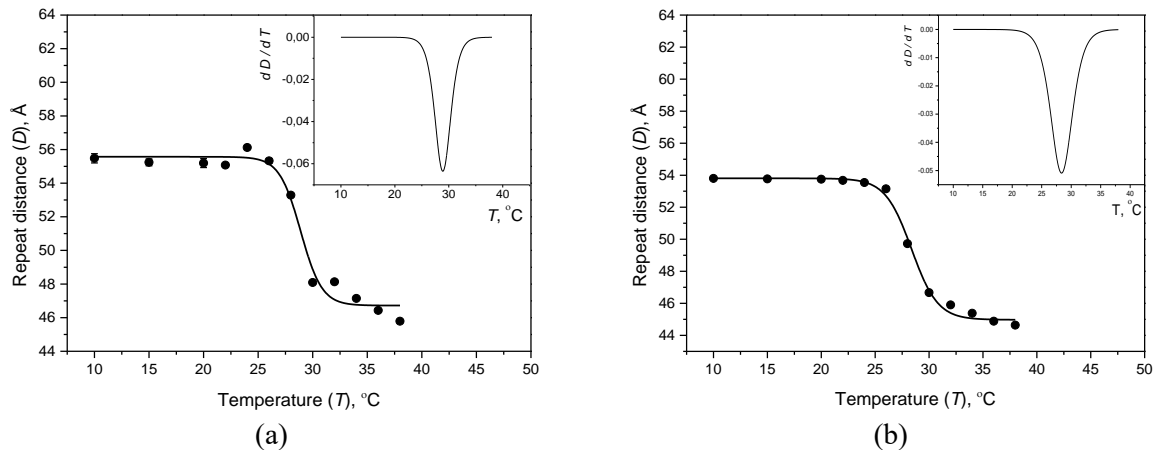 64
62
60
58
56
54
52
50
48
46
44
Repeat distance (D), Å
10 15 20 25 30 35 40 45 50
Temperature (T), °C
0,00
-0,02
-0,04
-0,06
d D / d T
10 20 30 40
T, °C
(a)
64
62
60
58
56
54
52
50
48
46
44
Repeat distance (D), Å
10 15 20 25 30 35 40 45 50
Temperature (T), °C
0.00
-0.01
-0.02
-0.03
-0.04
-0.05
d D / d T
10 15 20 25 30 35 40
T, °C
(b)